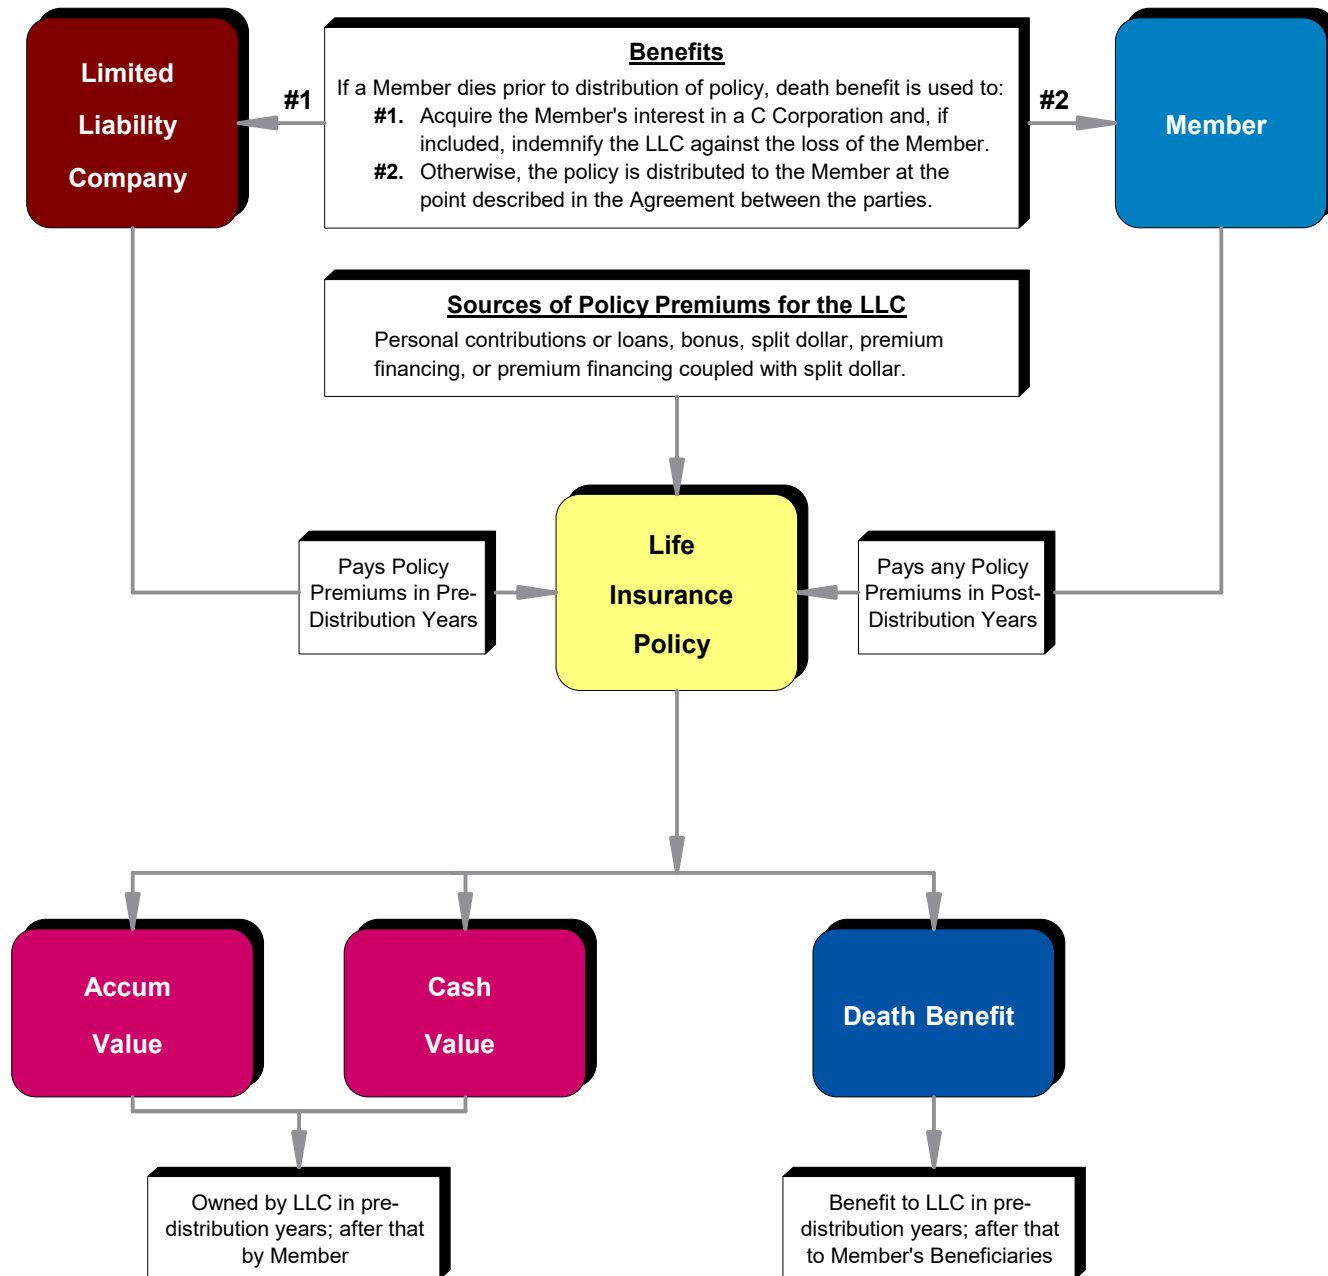 Limited
Liability
Company
#1
Benefits
If a Member dies prior to distribution of policy, death benefit is used to:
#1. Acquire the Member's interest in a C Corporation and, if
included, indemnify the LLC against the loss of the Member.
#2. Otherwise, the policy is distributed to the Member at the
point described in the Agreement between the parties.
#2
Member
Sources of Policy Premiums for the LLC
Personal contributions or loans, bonus, split dollar, premium
financing, or premium financing coupled with split dollar.
Pays Policy
Premiums in Pre-
Distribution Years
Life
Insurance
Policy
Pays any Policy
Premiums in Post-
Distribution Years
Accum
Value
Cash
Value
Death Benefit
Owned by LLC in pre-
distribution years; after that
by Member
Benefit to LLC in pre-
distribution years; after that
to Member's Beneficiaries